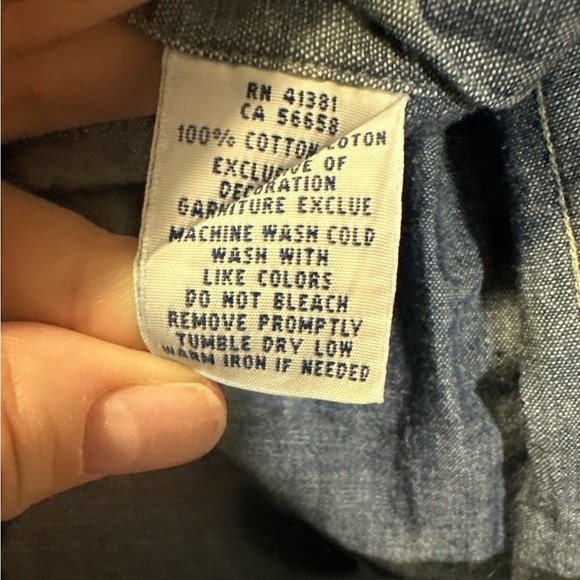 RN 41381
CA 56658
100% COTTON COTON
EXCLUSIVE OF
DECORATION
GARNITURE EXCLUE
MACHINE WASH COLD
WASH WITH
LIKE COLORS
DO NOT BLEACH
REMOVE PROMPTLY
TUMBLE DRY LOW
WARM IRON IF NEEDED